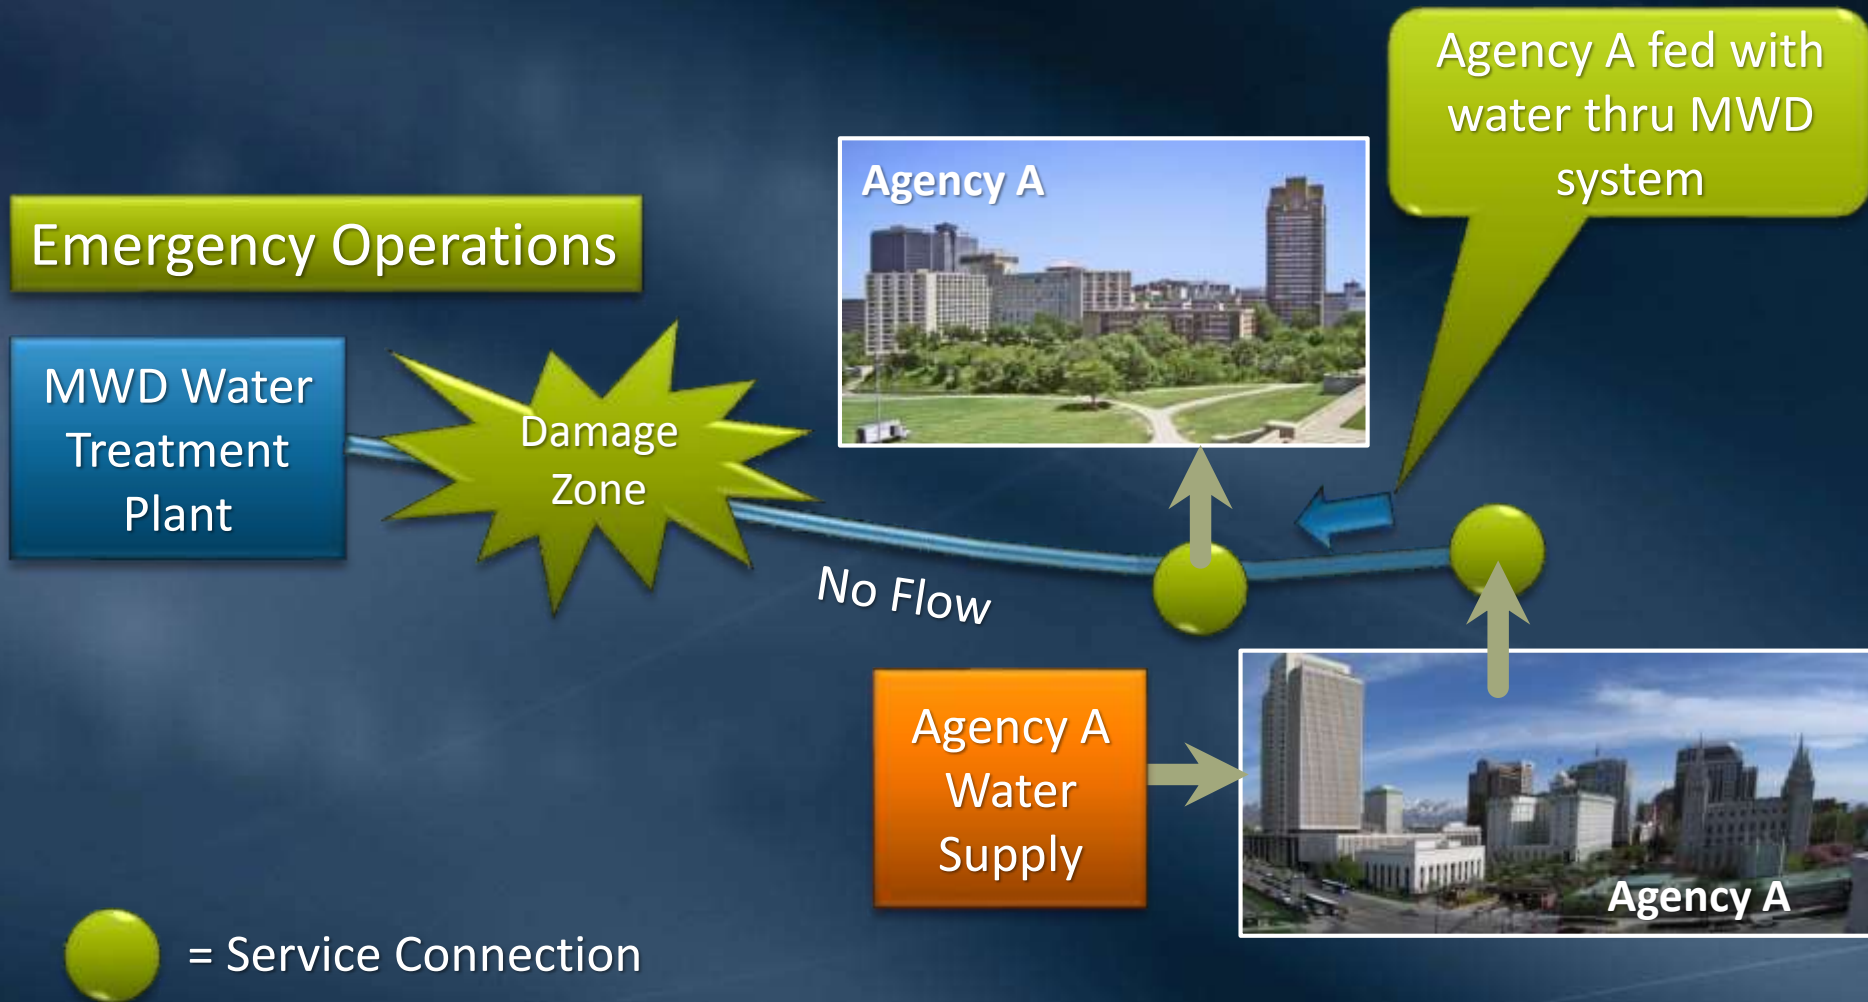 Agency A fed with
water thru MWD
system
Agency A
Emergency Operations
MWD Water
Treatment
Plant
Damage
Zone
No Flow
Agency A
Water
Supply
Agency A
= Service Connection